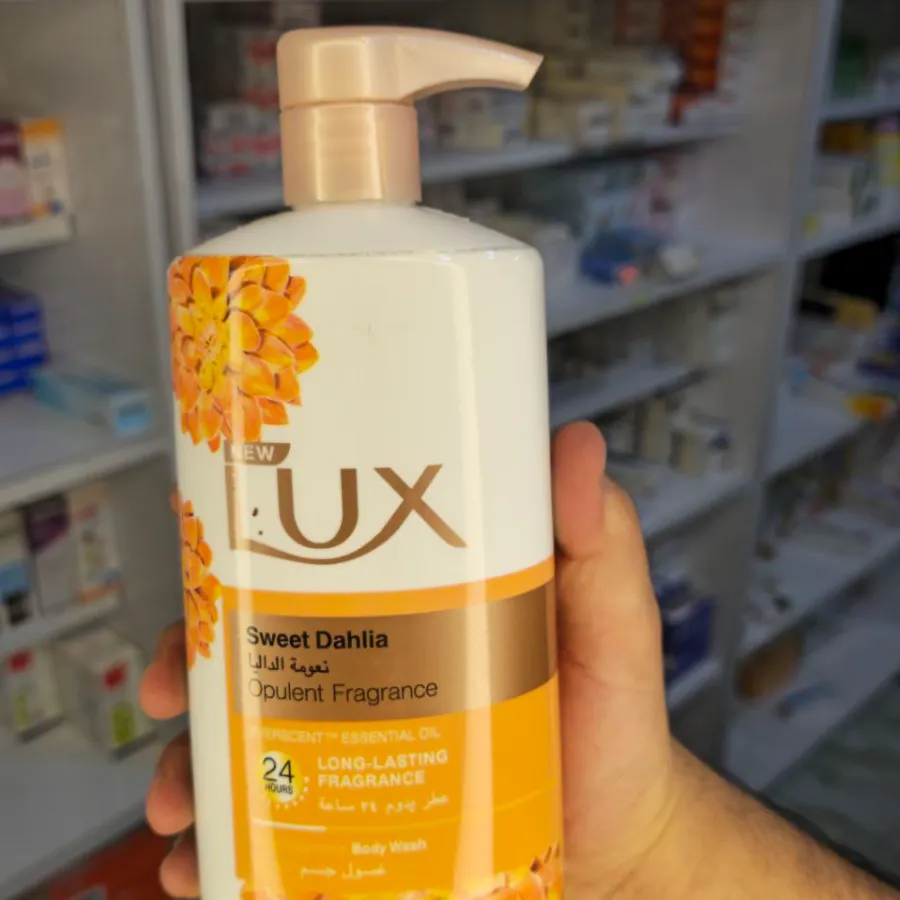 NEW
LUX
Sweet Dahlia
نعومة الداليا
Opulent Fragrance
ESSENTIAL OIL
24
HOURS
LONG-LASTING
FRAGRANCE
عطر يدوم ٢٤ ساعة
Body Wash
غسول جسم